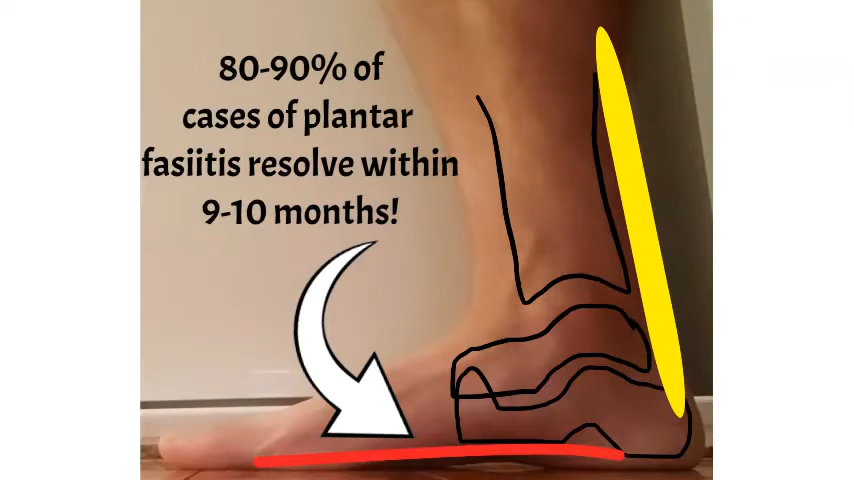 80-90% of
cases of plantar
fasiitis resolve within
9-10 months!